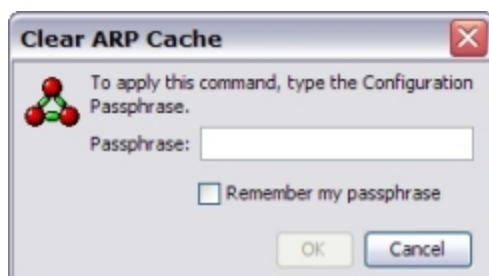 Clear ARP Cache
To apply this command, type the Configuration
Passphrase.
Passphrase:
Remember my passphrase
OK
Cancel